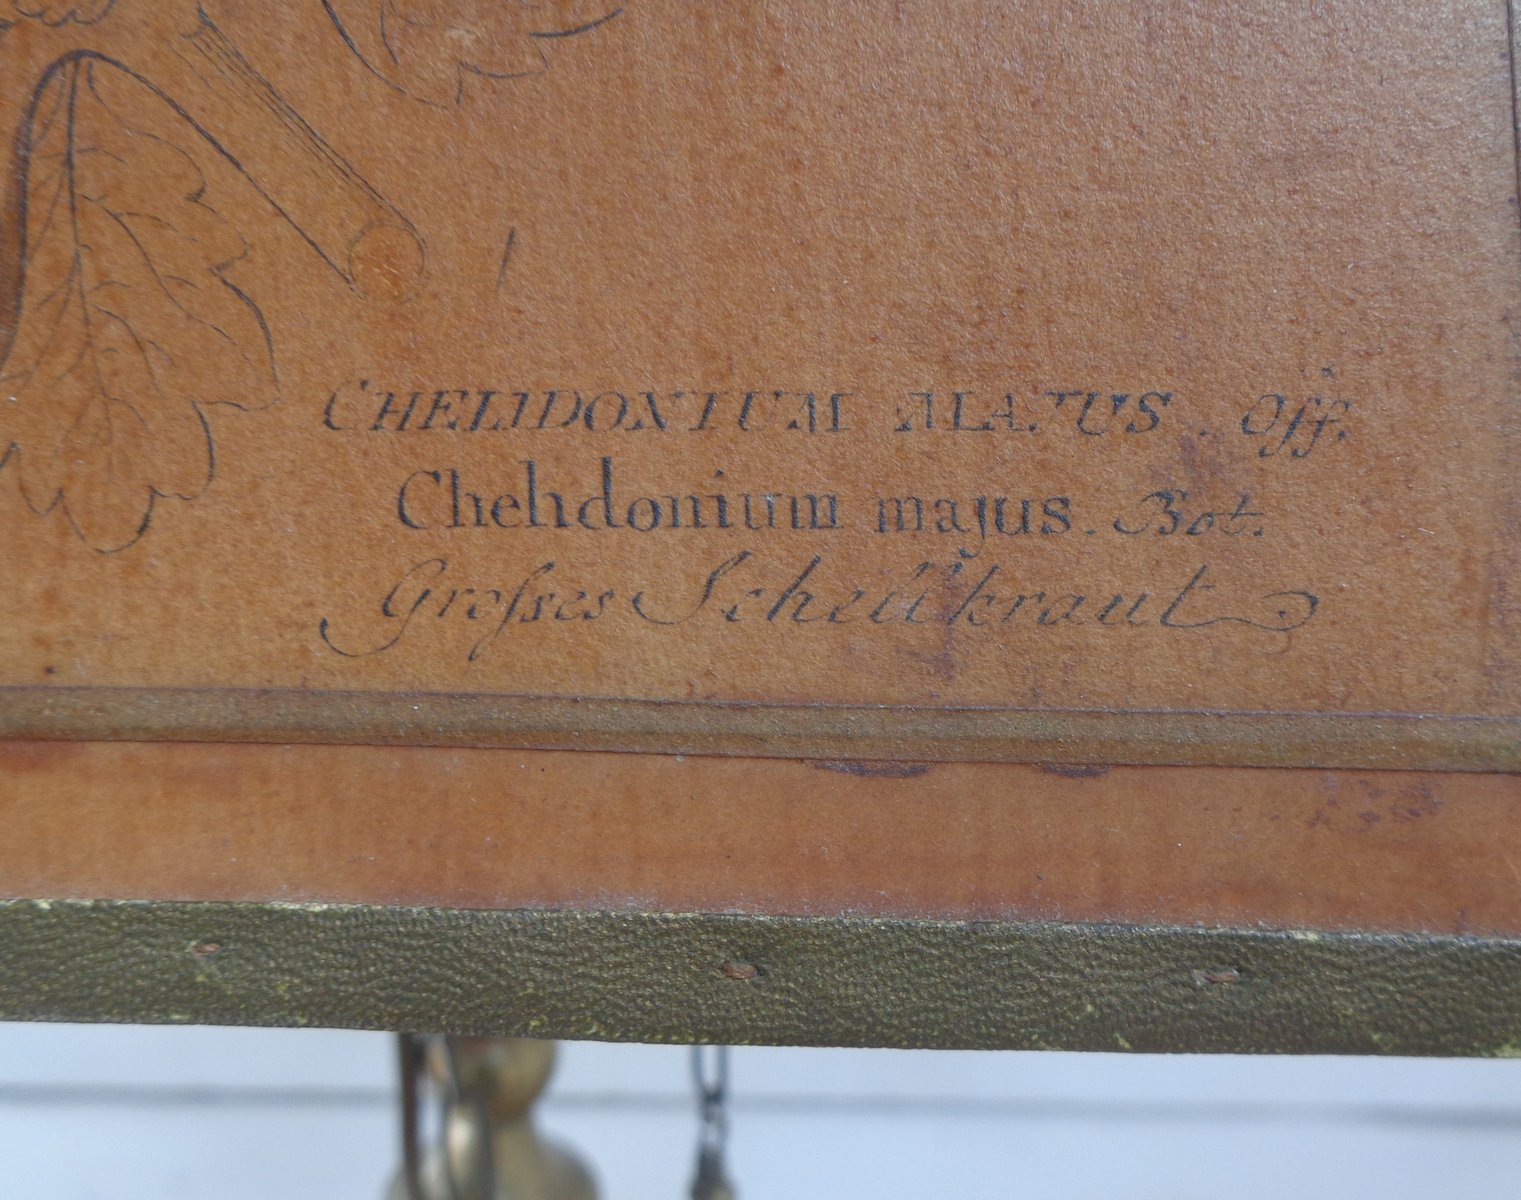 CHELIDONIUM MAJUS. Off.
Chelidonium majus. Bot.
Grosses Schellkraut